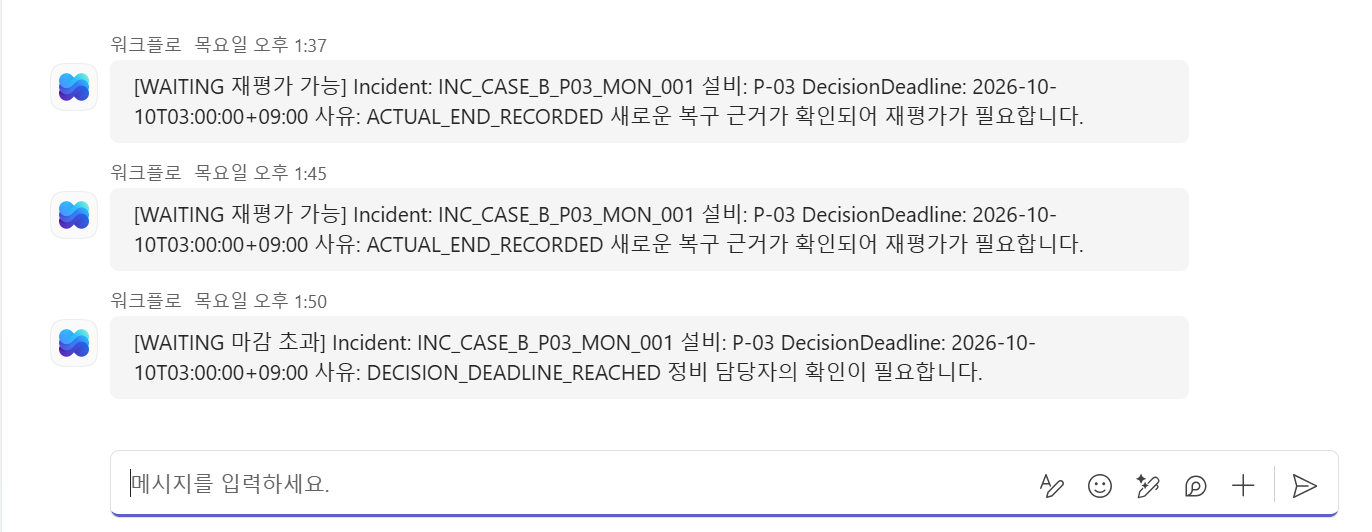 워크플로 목요일 오후 1:37
[WAITING 재평가 가능] Incident: INC_CASE_B_P03_MON_001 설비: P-03 DecisionDeadline: 2026-10-
10T03:00:00+09:00 사유: ACTUAL_END_RECORDED 새로운 복구 근거가 확인되어 재평가가 필요합니다.
워크플로 목요일 오후 1:45
[WAITING 재평가 가능] Incident: INC_CASE_B_P03_MON_001 설비: P-03 DecisionDeadline: 2026-10-
10T03:00:00+09:00 사유: ACTUAL_END_RECORDED 새로운 복구 근거가 확인되어 재평가가 필요합니다.
워크플로 목요일 오후 1:50
[WAITING 마감 초과] Incident: INC_CASE_B_P03_MON_001 설비: P-03 DecisionDeadline: 2026-10-
10T03:00:00+09:00 사유: DECISION_DEADLINE_REACHED 정비 담당자의 확인이 필요합니다.
메시지를 입력하세요.